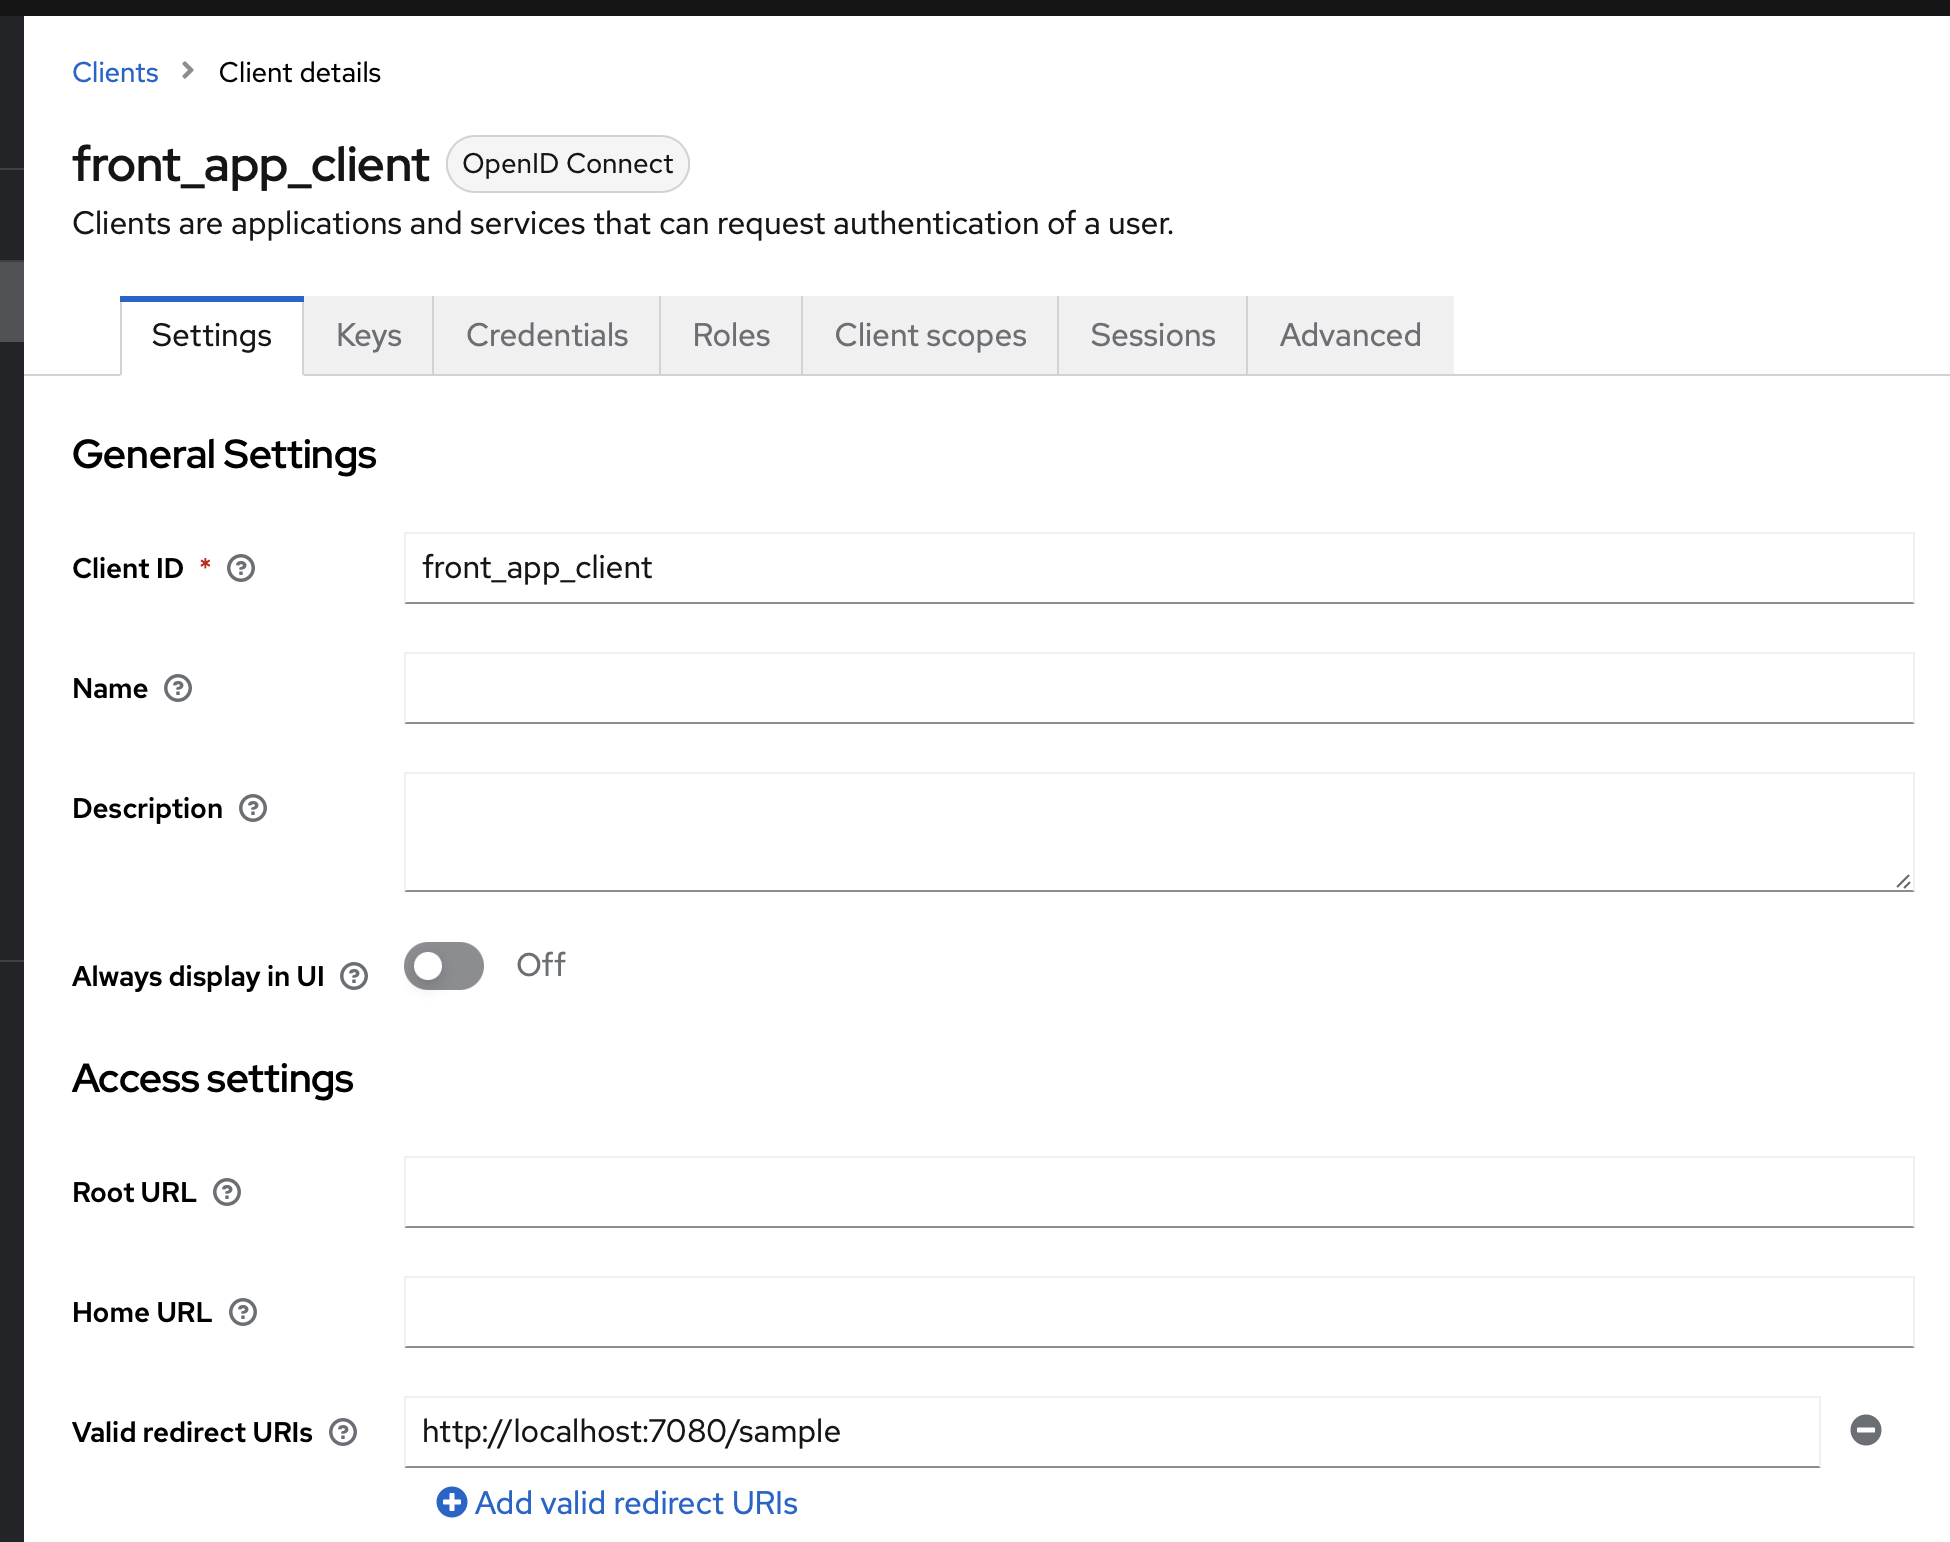 Clients > Client details
front_app_client OpenID Connect
Clients are applications and services that can request authentication of a user.
Settings Keys Credentials Roles Client scopes Sessions Advanced
General Settings
Client ID * front_app_client
Name
Description
Always display in UI Off
Access settings
Root URL
Home URL
Valid redirect URIs http://localhost:7080/sample
Add valid redirect URIs